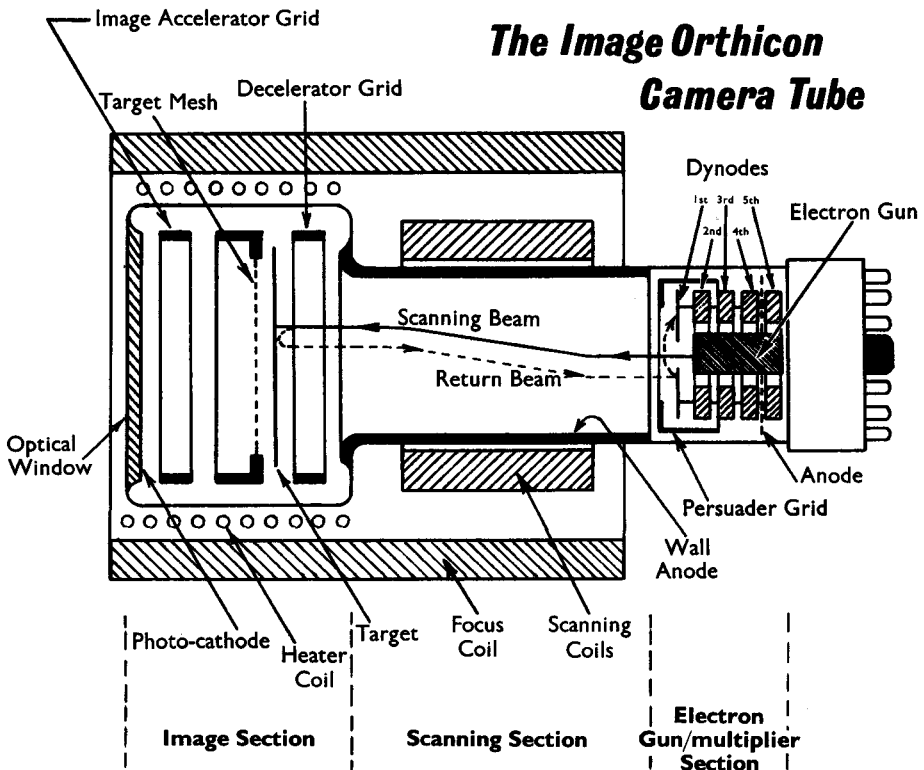 The Image Orthicon
Camera Tube
Image Accelerator Grid
Target Mesh
Decelerator Grid
Dynodes
1st 3rd 5th
2nd 4th
Electron Gun
Scanning Beam
Return Beam
Optical
Window
Anode
Persuader Grid
Wall
Anode
Photo-cathode
Heater
Coil
Target
Focus
Coil
Scanning
Coils
Image Section
Scanning Section
Electron
Gun/multiplier
Section